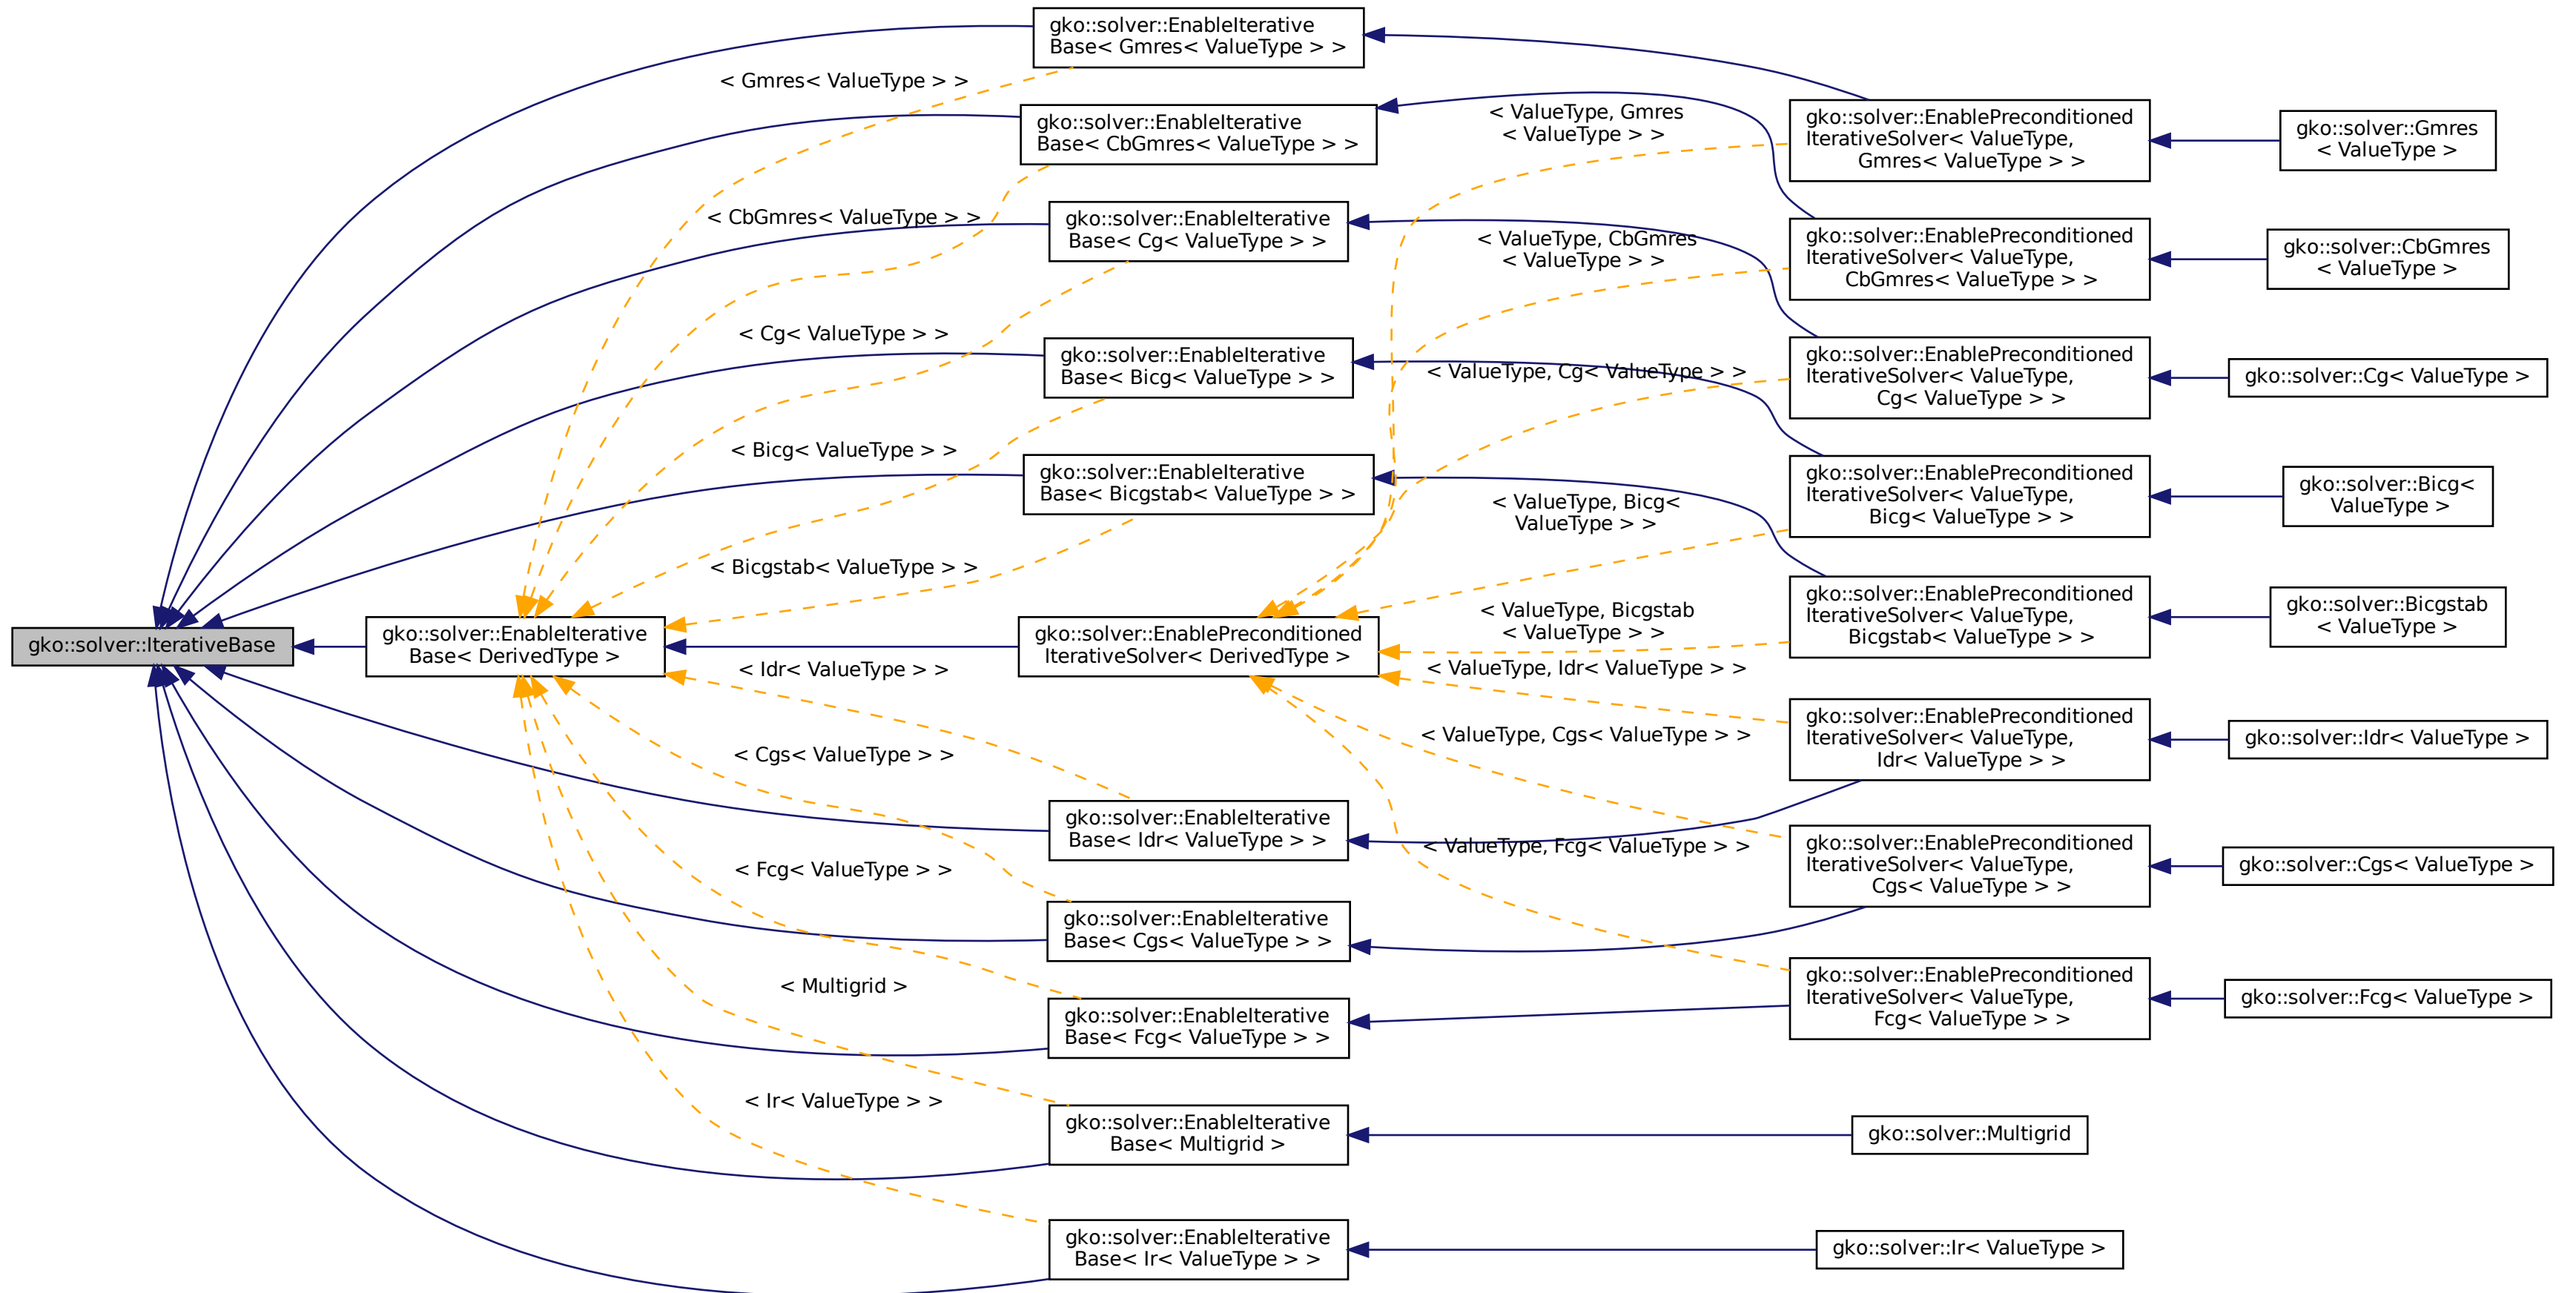 gko::solver::IterativeBase
gko::solver::EnableIterative
Base< DerivedType >
< Gmres< ValueType > >
< CbGmres< ValueType > >
< Cg< ValueType > >
< Bicg< ValueType > >
< Bicgstab< ValueType > >
< Idr< ValueType > >
< Cgs< ValueType > >
< Fcg< ValueType > >
< Multigrid >
< Ir< ValueType > >
gko::solver::EnableIterative
Base< Gmres< ValueType > >
gko::solver::EnableIterative
Base< CbGmres< ValueType > >
gko::solver::EnableIterative
Base< Cg< ValueType > >
gko::solver::EnableIterative
Base< Bicg< ValueType > >
gko::solver::EnableIterative
Base< Bicgstab< ValueType > >
gko::solver::EnablePreconditioned
IterativeSolver< DerivedType >
gko::solver::EnableIterative
Base< Idr< ValueType > >
gko::solver::EnableIterative
Base< Cgs< ValueType > >
gko::solver::EnableIterative
Base< Fcg< ValueType > >
gko::solver::EnableIterative
Base< Multigrid >
gko::solver::EnableIterative
Base< Ir< ValueType > >
< ValueType, Gmres
< ValueType > >
< ValueType, CbGmres
< ValueType > >
< ValueType, Cg< ValueType > >
< ValueType, Bicg<
ValueType > >
< ValueType, Bicgstab
< ValueType > >
< ValueType, Idr< ValueType > >
< ValueType, Cgs< ValueType > >
< ValueType, Fcg< ValueType > >
gko::solver::EnablePreconditioned
IterativeSolver< ValueType,
Gmres< ValueType > >
gko::solver::EnablePreconditioned
IterativeSolver< ValueType,
CbGmres< ValueType > >
gko::solver::EnablePreconditioned
IterativeSolver< ValueType,
Cg< ValueType > >
gko::solver::EnablePreconditioned
IterativeSolver< ValueType,
Bicg< ValueType > >
gko::solver::EnablePreconditioned
IterativeSolver< ValueType,
Bicgstab< ValueType > >
gko::solver::EnablePreconditioned
IterativeSolver< ValueType,
Idr< ValueType > >
gko::solver::EnablePreconditioned
IterativeSolver< ValueType,
Cgs< ValueType > >
gko::solver::EnablePreconditioned
IterativeSolver< ValueType,
Fcg< ValueType > >
gko::solver::Multigrid
gko::solver::Ir< ValueType >
gko::solver::Gmres
< ValueType >
gko::solver::CbGmres
< ValueType >
gko::solver::Cg< ValueType >
gko::solver::Bicg<
ValueType >
gko::solver::Bicgstab
< ValueType >
gko::solver::Idr< ValueType >
gko::solver::Cgs< ValueType >
gko::solver::Fcg< ValueType >